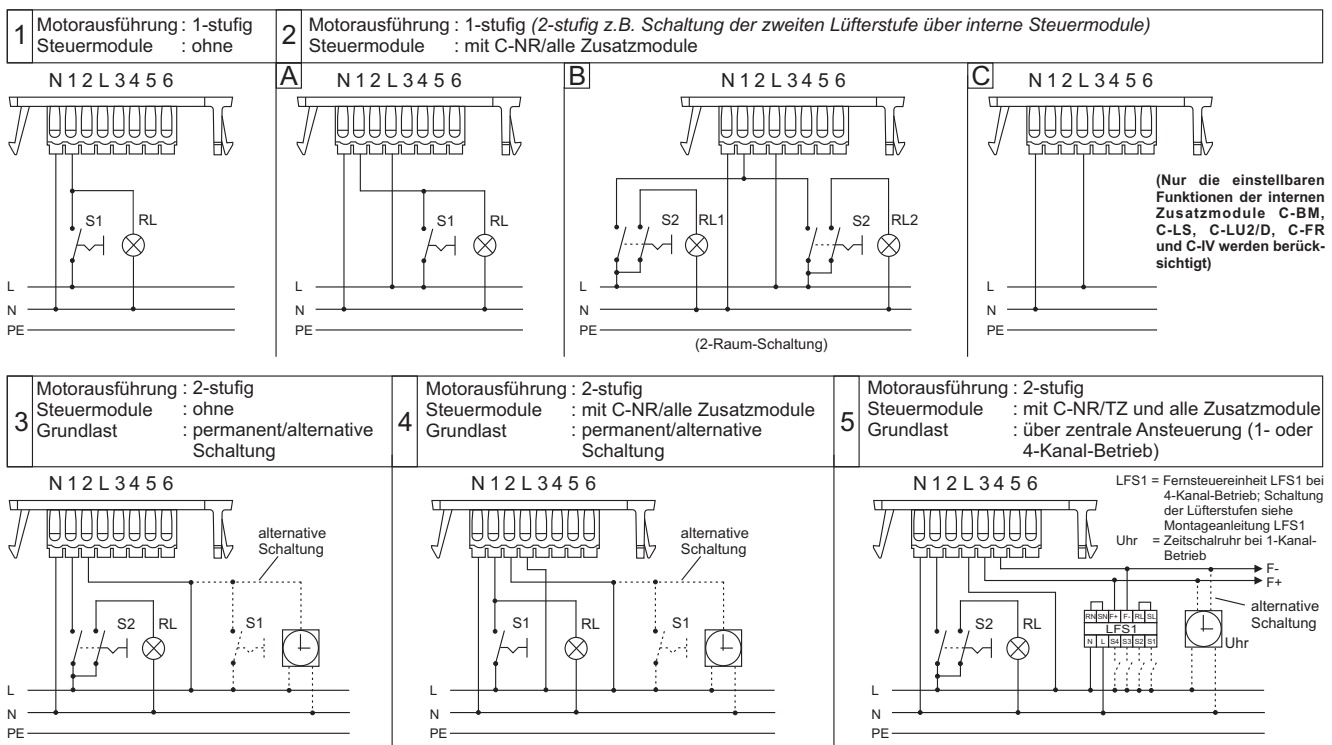 1
Motorausführung : 1-stufig
Steuermodule : ohne
2
Motorausführung : 1-stufig (2-stufig z.B. Schaltung der zweiten Lüfterstufe über interne Steuermodule)
Steuermodule : mit C-NR/alle Zusatzmodule
N 1 2 L 3 4 5 6
S1 RL
L
N
PE
A
N 1 2 L 3 4 5 6
S1 RL
L
N
PE
B
N 1 2 L 3 4 5 6
S2 RL1 S2 RL2
L
N
PE
(2-Raum-Schaltung)
C
N 1 2 L 3 4 5 6
(Nur die einstellbaren
Funktionen der internen
Zusatzmodule C-BM,
C-LS, C-LU2/D, C-FR
und C-IV werden berück-
sichtigt)
L
N
PE
3
Motorausführung : 2-stufig
Steuermodule : ohne
Grundlast : permanent/alternative
Schaltung
N 1 2 L 3 4 5 6
alternative
Schaltung
S2 RL S1
L
N
PE
4
Motorausführung : 2-stufig
Steuermodule : mit C-NR/alle Zusatzmodule
Grundlast : permanent/alternative
Schaltung
N 1 2 L 3 4 5 6
alternative
Schaltung
S1 RL S1
L
N
PE
5
Motorausführung : 2-stufig
Steuermodule : mit C-NR/TZ und alle Zusatzmodule
Grundlast : über zentrale Ansteuerung (1- oder
4-Kanal-Betrieb)
N 1 2 L 3 4 5 6
LFS1 = Fernsteuereinheit LFS1 bei
4-Kanal-Betrieb; Schaltung
der Lüfterstufen siehe
Montageanleitung LFS1
Uhr = Zeitschalruhr bei 1-Kanal-
Betrieb
F-
F+
alternative
Schaltung
S2 RL
RN SN F+ F- RL SL
LFS1
N L S4 S3 S2 S1
Uhr
L
N
PE